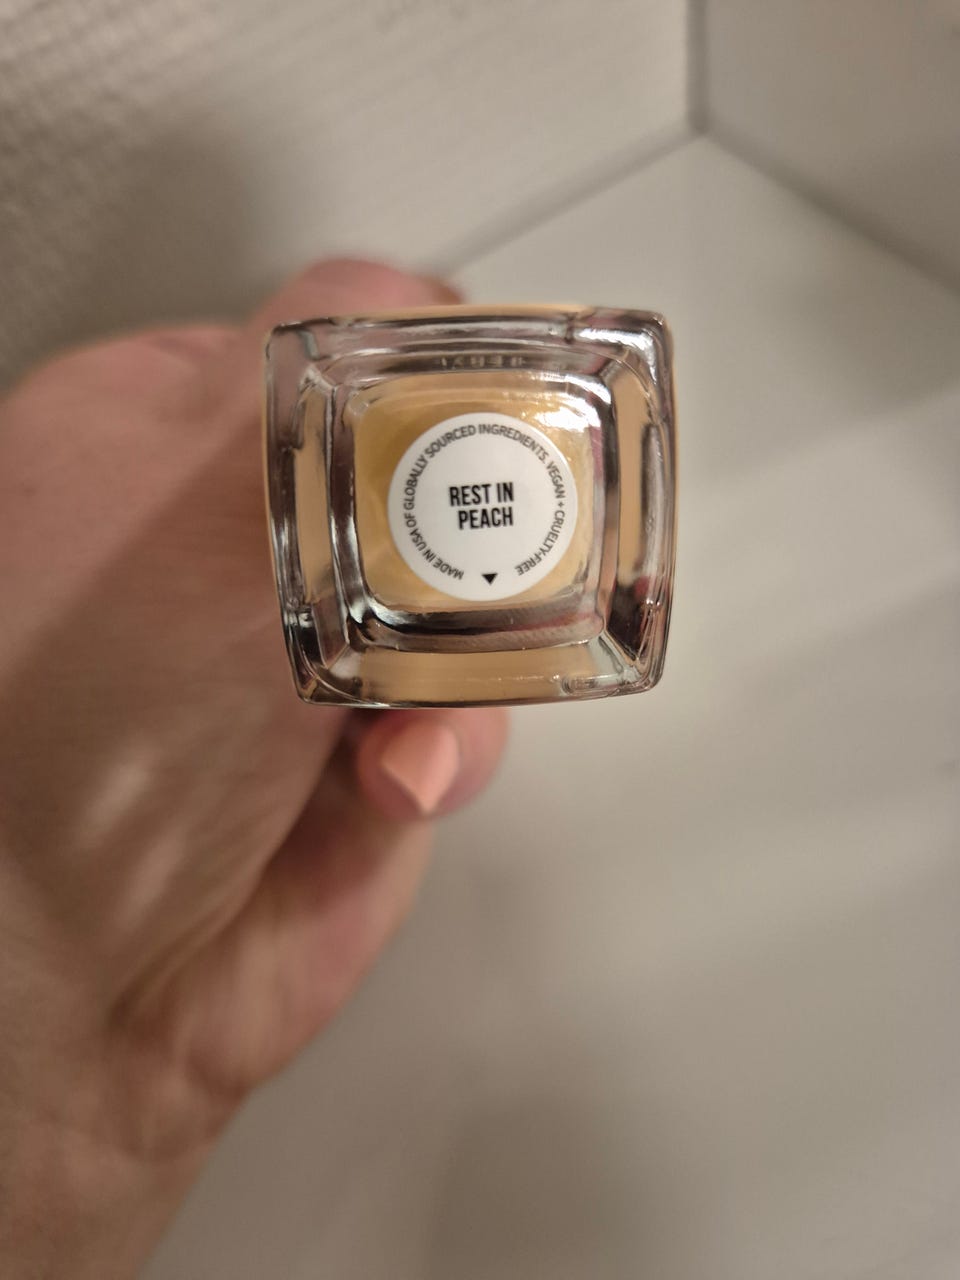 REST IN
PEACH
MADE IN USA OF GLOBALLY SOURCED INGREDIENTS. VEGAN + CRUELTY-FREE